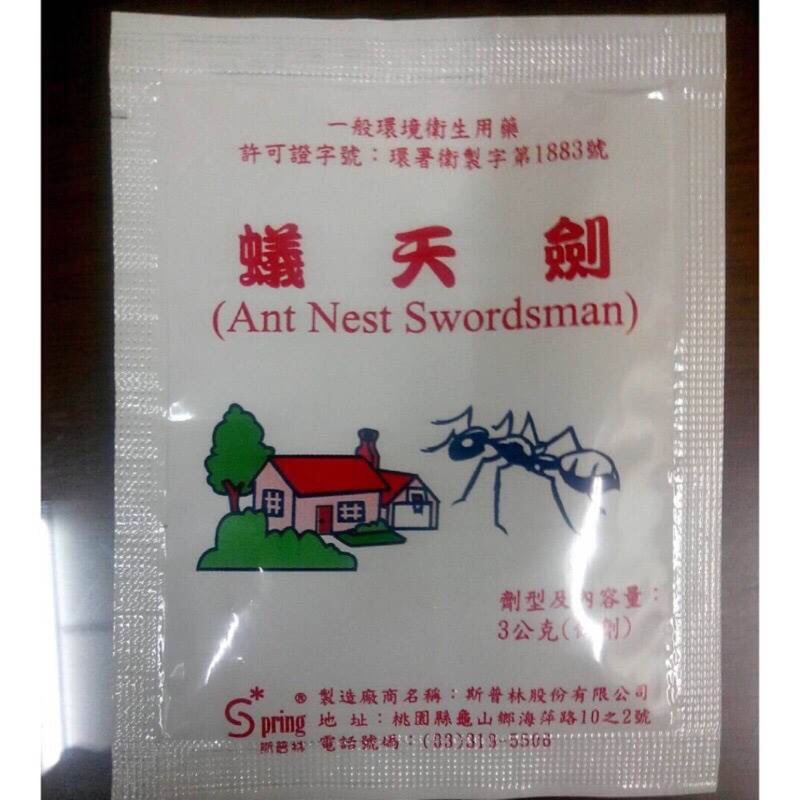 一般環境衛生用藥
許可證字號：環署衛製字第1883號
蟻天劍
(Ant Nest Swordsman)
劑型及內容量：
3公克(餌劑)
Spring® 製造廠商名稱：斯普林股份有限公司
地 址：桃園縣龜山鄉海萍路10之2號
斯普林 電話號碼：(03)319-5506